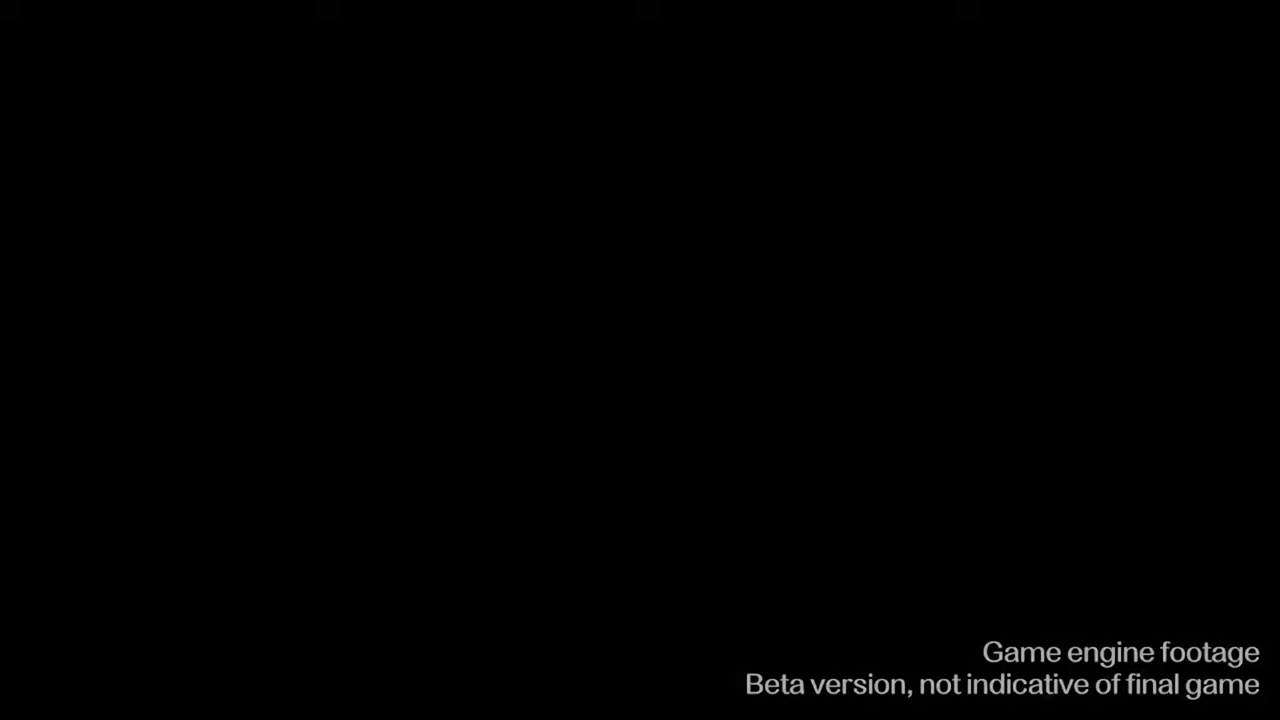 Game engine footage
Beta version, not indicative of final game